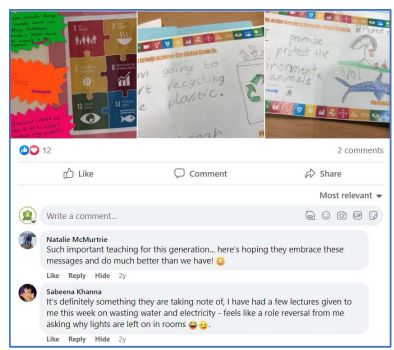 Peace
going to
recycling
plastic.
promise
protect the
animals
NO!
12
2 comments
Like Comment Share
Most relevant
Write a comment...
GIF
Natalie McMurtrie
Such important teaching for this generation... here's hoping they embrace these
messages and do much better than we have!
Like Reply Hide 2y
Sabeena Khanna
It's definitely something they are taking note of, I have had a few lectures given to
me this week on wasting water and electricity - feels like a role reversal from me
asking why lights are left on in rooms
Like Reply Hide 2y